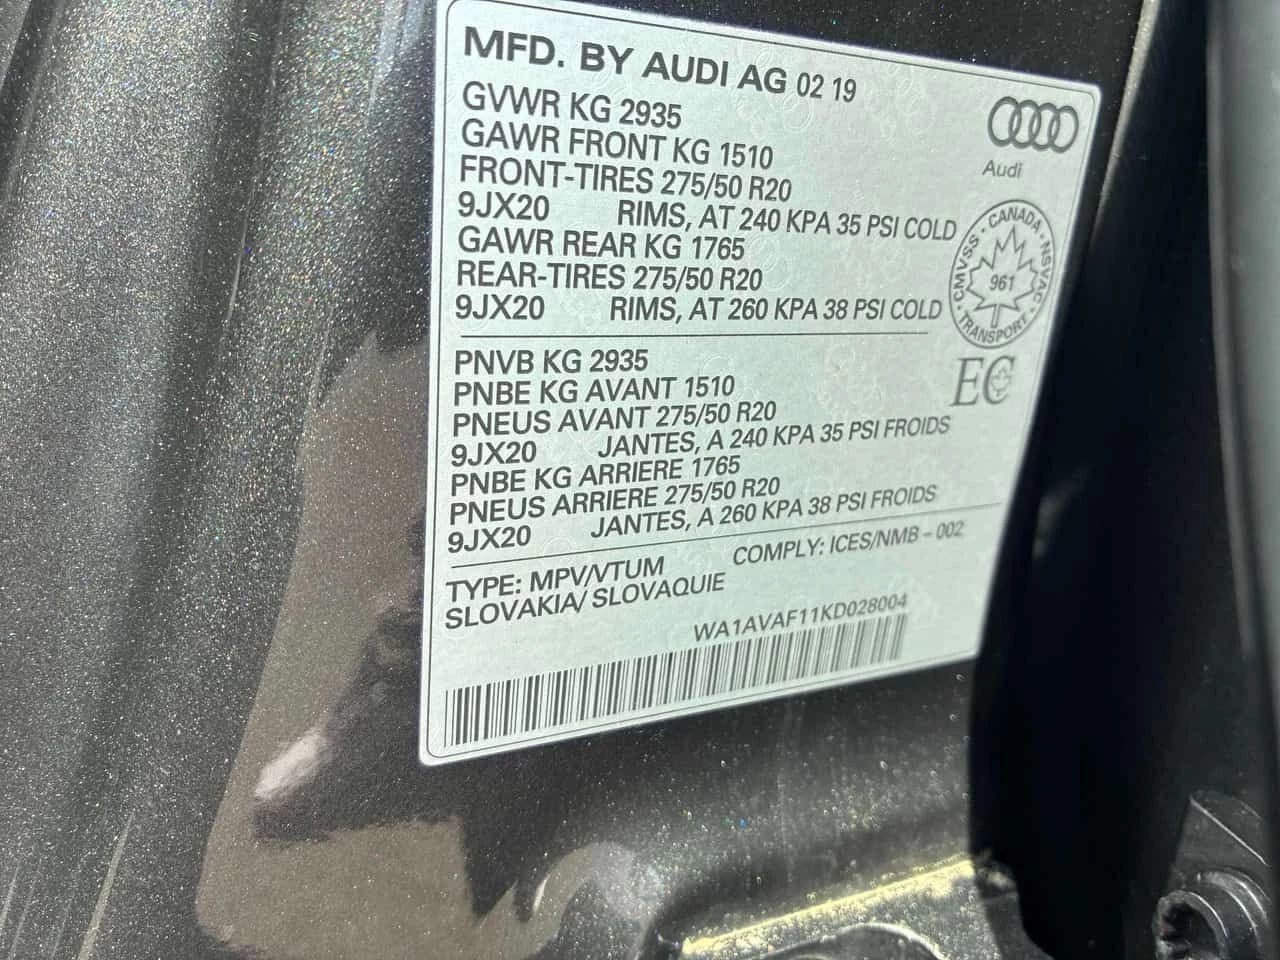 MFD. BY AUDI AG 02 19
GVWR KG 2935
GAWR FRONT KG 1510
FRONT-TIRES 275/50 R20
9JX20 RIMS, AT 240 KPA 35 PSI COLD
GAWR REAR KG 1765
REAR-TIRES 275/50 R20
9JX20 RIMS, AT 260 KPA 38 PSI COLD
Audi
CMVSS · CANADA · NSVAC · TRANSPORT ·
961
EC
PNVB KG 2935
PNBE KG AVANT 1510
PNEUS AVANT 275/50 R20
9JX20 JANTES, A 240 KPA 35 PSI FROIDS
PNBE KG ARRIERE 1765
PNEUS ARRIERE 275/50 R20
9JX20 JANTES, A 260 KPA 38 PSI FROIDS
TYPE: MPV/VTUM COMPLY: ICES/NMB – 002
SLOVAKIA/ SLOVAQUIE
WA1AVAF11KD028004